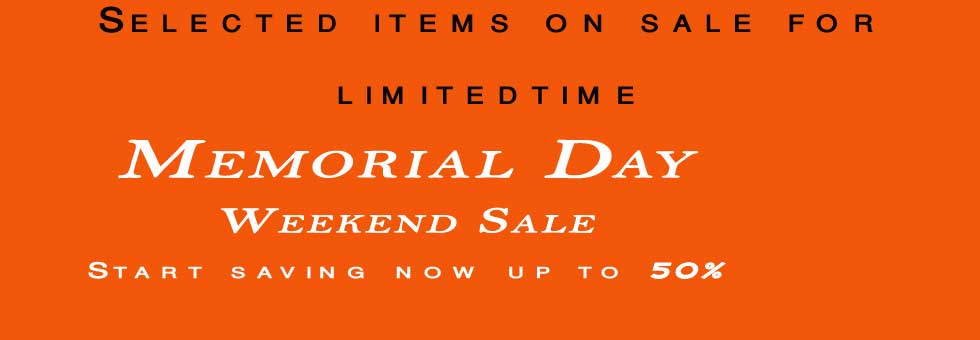 Selected items on sale for
limitedtime
Memorial Day
Weekend Sale
Start saving now up to 50%